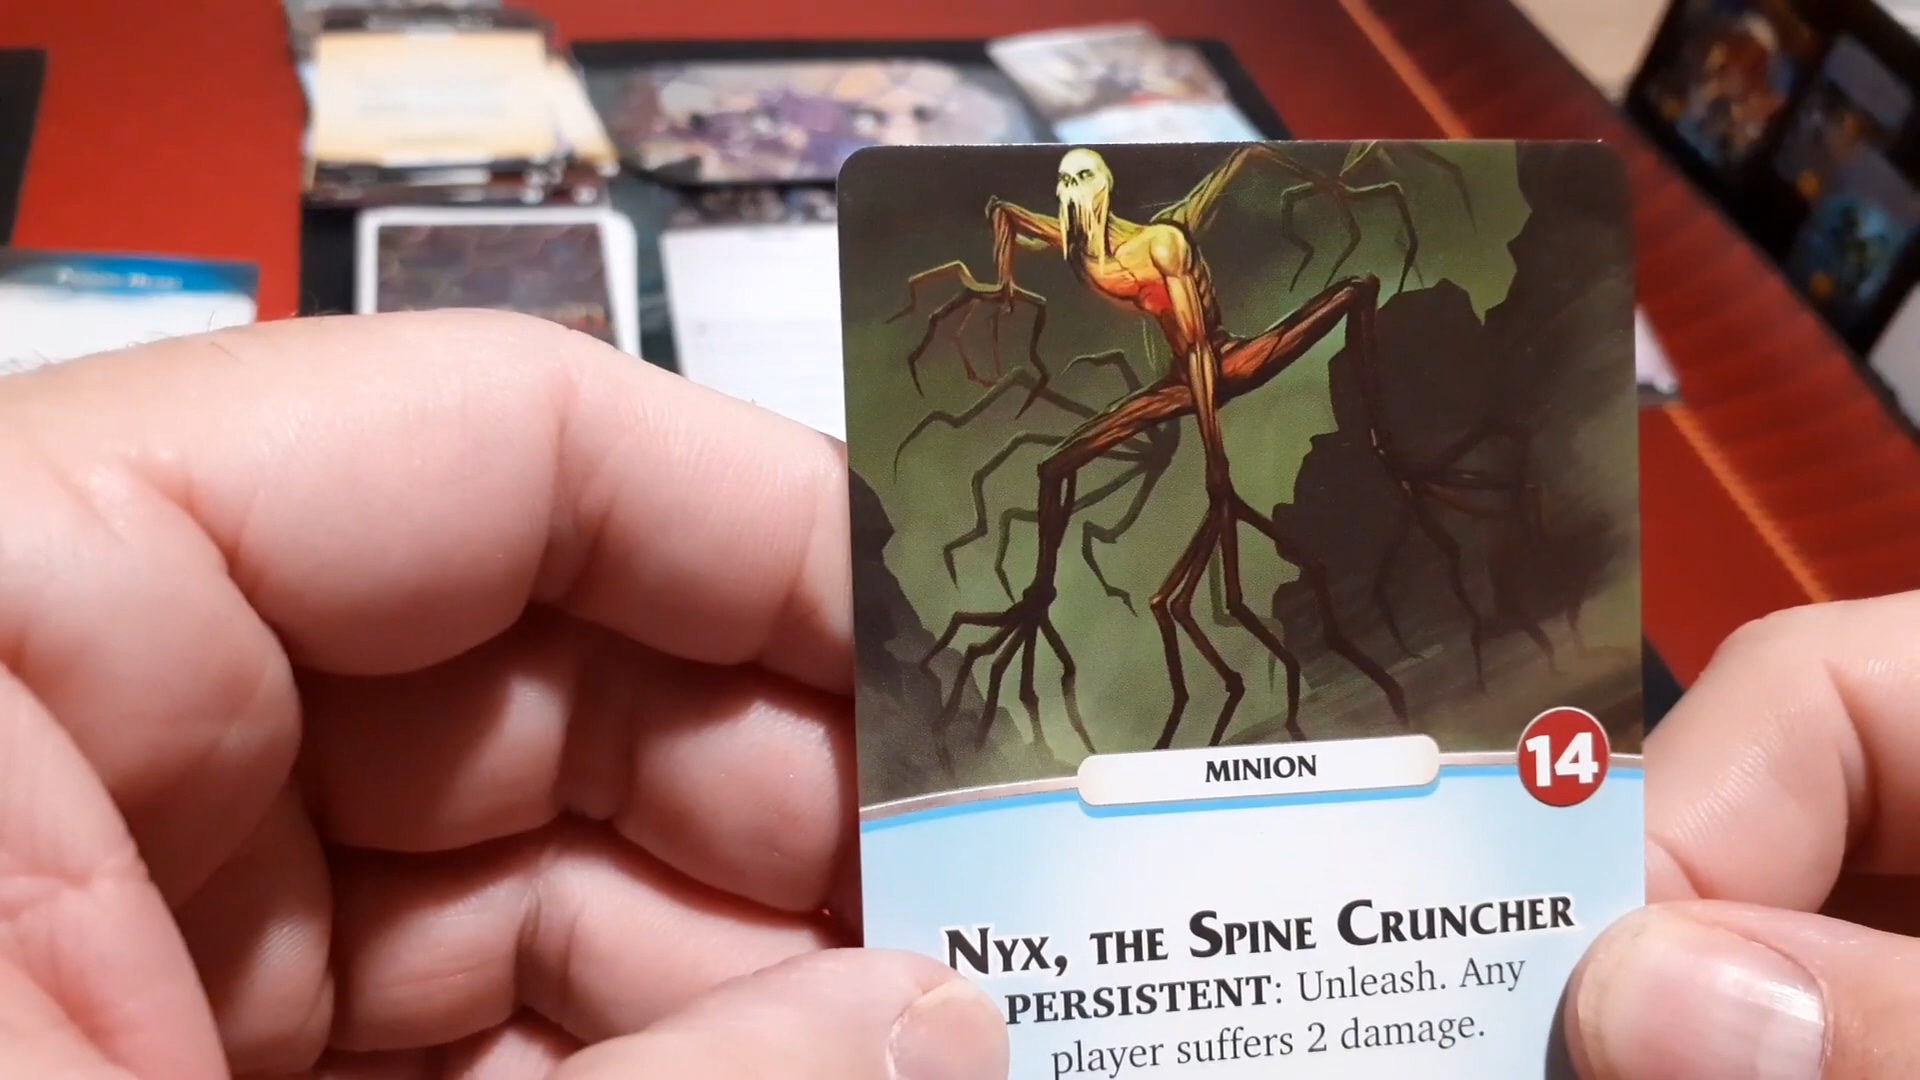 MINION
14
NYX, THE SPINE CRUNCHER
PERSISTENT: Unleash. Any
player suffers 2 damage.